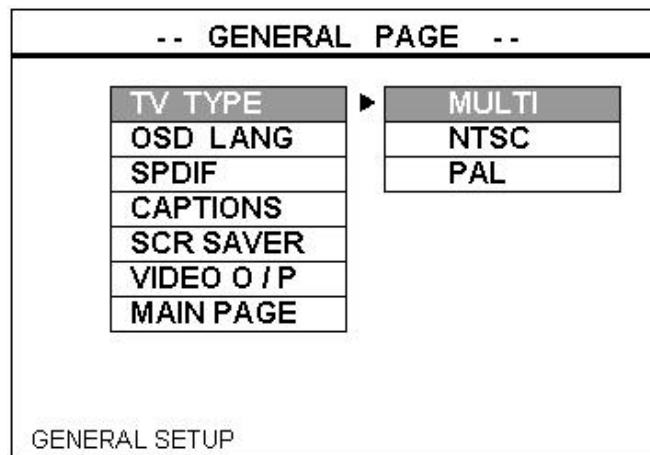 -- GENERAL PAGE --
TV TYPE ▶ MULTI
OSD LANG NTSC
SPDIF PAL
CAPTIONS
SCR SAVER
VIDEO O / P
MAIN PAGE
GENERAL SETUP